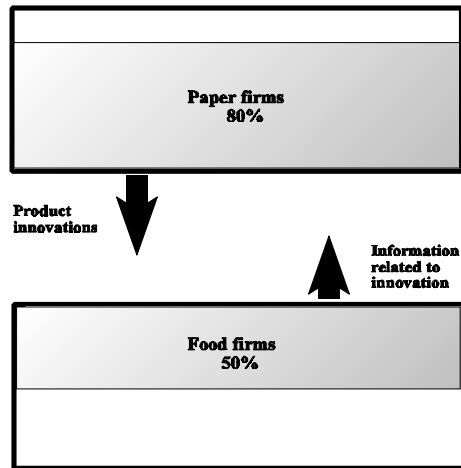 Paper firms
80%
Product
innovations
Information
related to
innovation
Food firms
50%